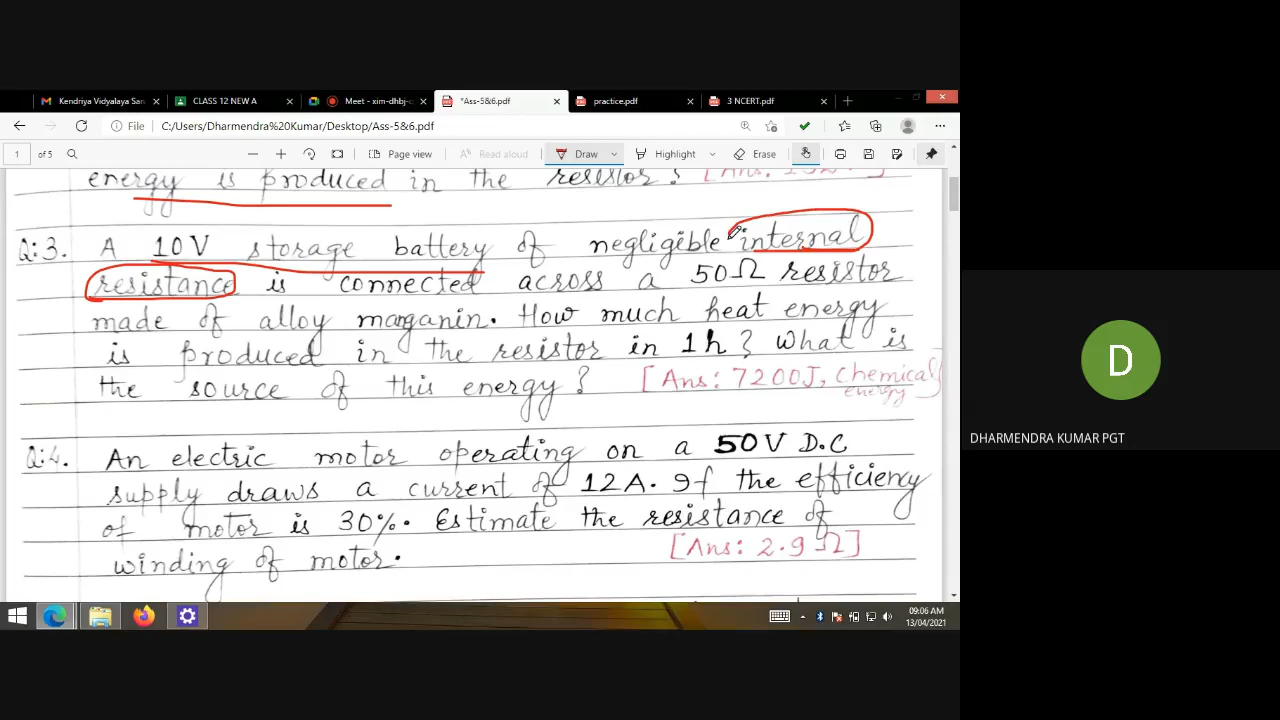 Kendriya Vidyalaya San
CLASS 12 NEW A
Meet - xim-dhbj-c
*Ass-5&6.pdf
practice.pdf
3 NCERT.pdf
File
C:/Users/Dharmendra%20Kumar/Desktop/Ass-5&6.pdf
1 of 5
Page view
Read aloud
Draw
Highlight
Erase
energy is produced in the resistor? [Ans:
Q:3. A 10V storage battery of negligible internal
resistance is connected across a 50Ω resistor
made of alloy manganin. How much heat energy
is produced in the resistor in 1h? What is
the source of this energy? [Ans: 7200J, Chemical
energy]
Q:4. An electric motor operating on a 50V D.C
supply draws a current of 12A. If the efficiency
of motor is 30%. Estimate the resistance of
winding of motor. [Ans: 2.9 Ω]
09:06 AM
13/04/2021
D
DHARMENDRA KUMAR PGT